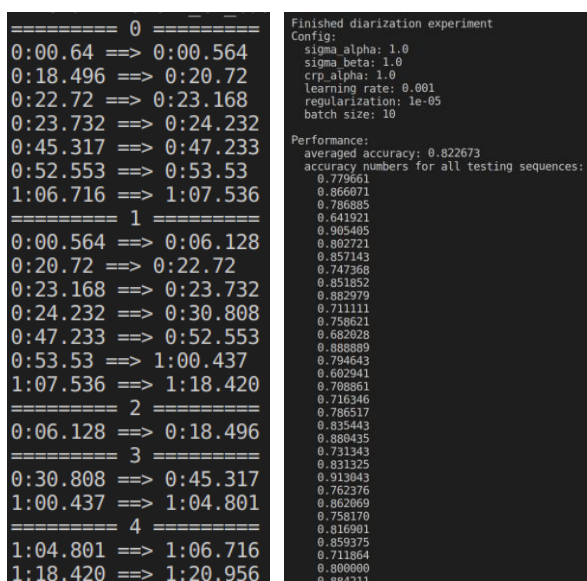 ========= 0 =========
0:00.64 ==> 0:00.564
0:18.496 ==> 0:20.72
0:22.72 ==> 0:23.168
0:23.732 ==> 0:24.232
0:45.317 ==> 0:47.233
0:52.553 ==> 0:53.53
1:06.716 ==> 1:07.536
========= 1 =========
0:00.564 ==> 0:06.128
0:20.72 ==> 0:22.72
0:23.168 ==> 0:23.732
0:24.232 ==> 0:30.808
0:47.233 ==> 0:52.553
0:53.53 ==> 1:00.437
1:07.536 ==> 1:18.420
========= 2 =========
0:06.128 ==> 0:18.496
========= 3 =========
0:30.808 ==> 0:45.317
1:00.437 ==> 1:04.801
========= 4 =========
1:04.801 ==> 1:06.716
1:18.420 ==> 1:20.956
Finished diarization experiment
Config:
sigma_alpha: 1.0
sigma_beta: 1.0
crp_alpha: 1.0
learning rate: 0.001
regularization: 1e-05
batch size: 10
Performance:
averaged accuracy: 0.822673
accuracy numbers for all testing sequences:
0.779661
0.866071
0.786885
0.641921
0.905405
0.802721
0.857143
0.747368
0.851852
0.882979
0.711111
0.758621
0.682028
0.888889
0.794643
0.602941
0.708861
0.716346
0.786517
0.835443
0.880435
0.731343
0.831325
0.913043
0.762376
0.862069
0.758170
0.816901
0.859375
0.711864
0.800000